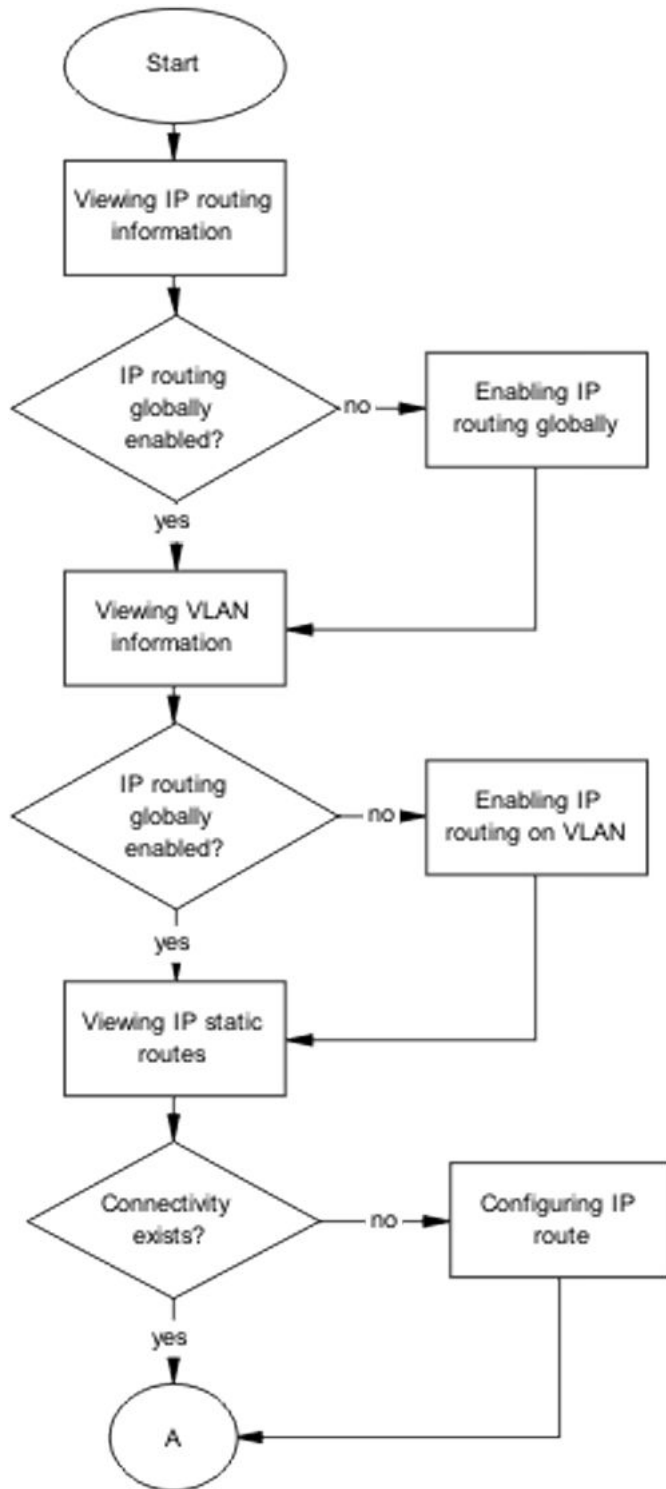 Start
Viewing IP routing
information
IP routing
globally
enabled?
no
Enabling IP
routing globally
yes
Viewing VLAN
information
IP routing
globally
enabled?
no
Enabling IP
routing on VLAN
yes
Viewing IP static
routes
Connectivity
exists?
no
Configuring IP
route
yes
A